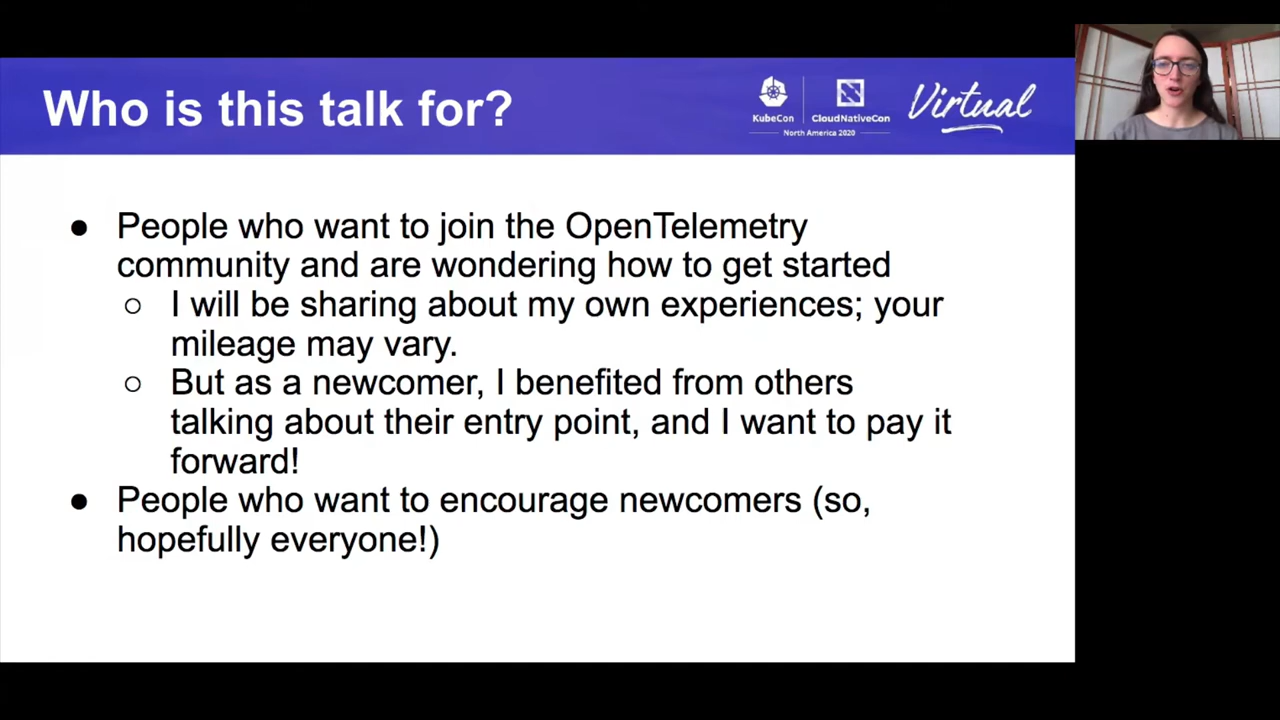 Who is this talk for?
KubeCon
CloudNativeCon
North America 2020
Virtual
● People who want to join the OpenTelemetry
community and are wondering how to get started
○ I will be sharing about my own experiences; your
mileage may vary.
○ But as a newcomer, I benefited from others
talking about their entry point, and I want to pay it
forward!
● People who want to encourage newcomers (so,
hopefully everyone!)